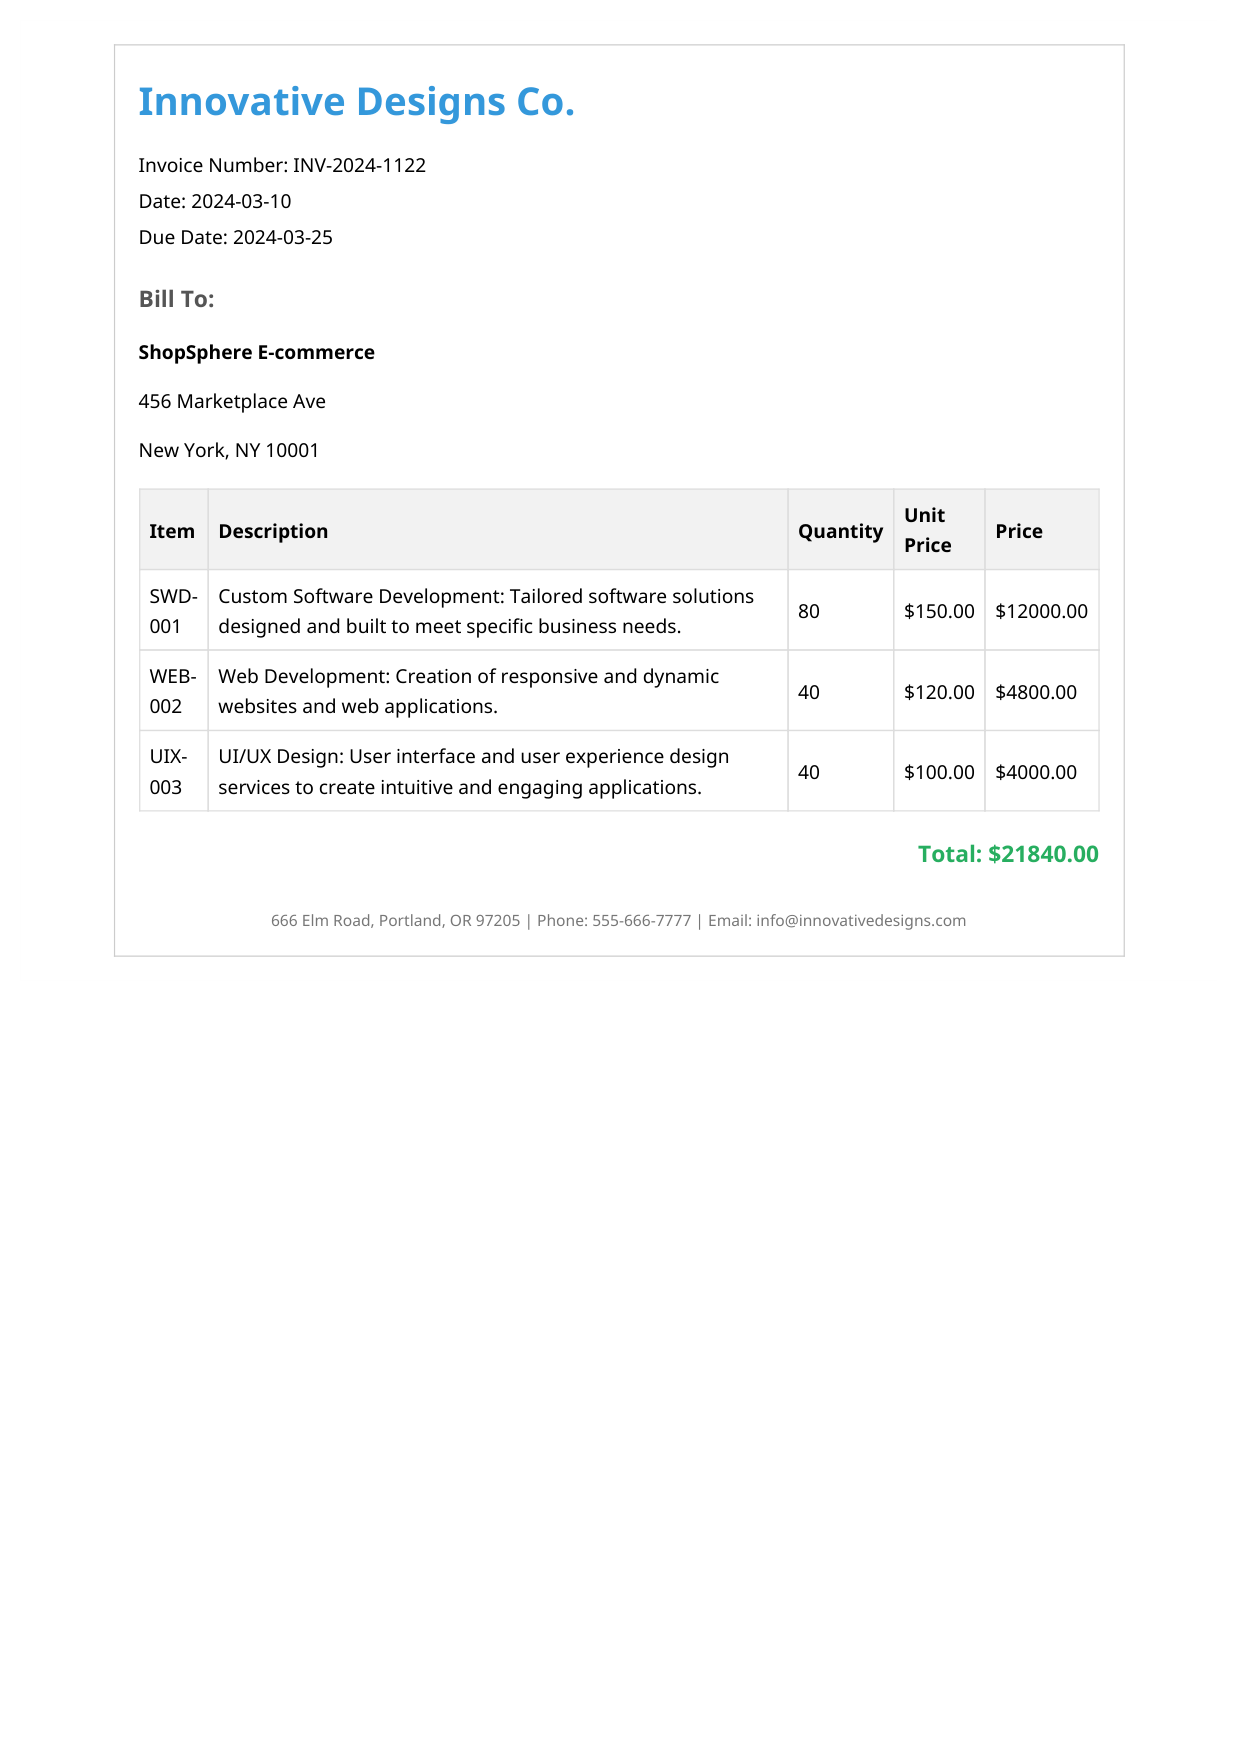 Innovative Designs Co.
Invoice Number: INV-2024-1122
Date: 2024-03-10
Due Date: 2024-03-25
Bill To:
ShopSphere E-commerce
456 Marketplace Ave
New York, NY 10001
Item Description Quantity Unit Price Price
SWD-001 Custom Software Development: Tailored software solutions
designed and built to meet specific business needs. 80 $150.00 $12000.00
WEB-002 Web Development: Creation of responsive and dynamic
websites and web applications. 40 $120.00 $4800.00
UIX-003 UI/UX Design: User interface and user experience design
services to create intuitive and engaging applications. 40 $100.00 $4000.00
Total: $21840.00
666 Elm Road, Portland, OR 97205 | Phone: 555-666-7777 | Email: info@innovativedesigns.com